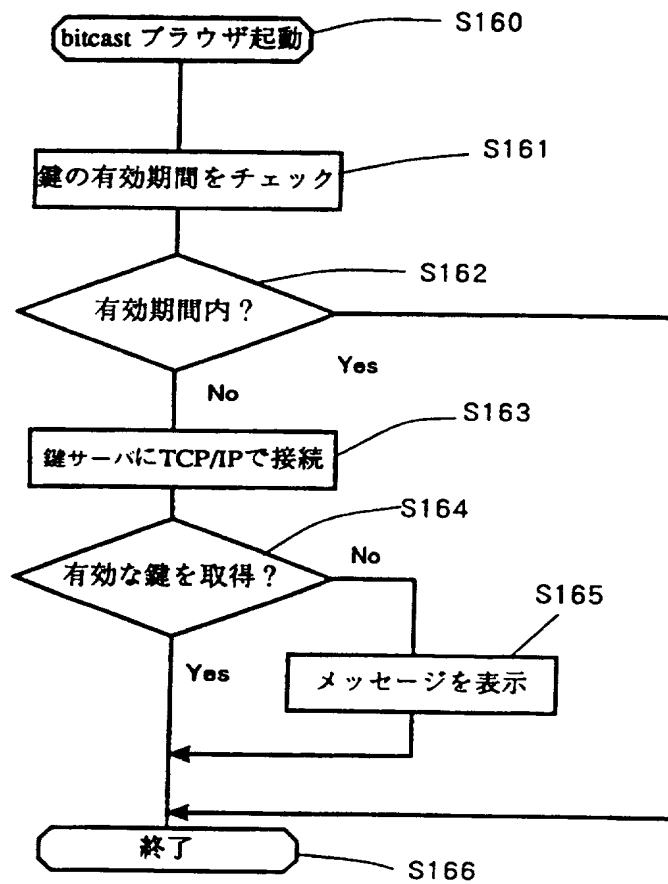 S160
bitcast ブラウザ起動
S161
鍵の有効期間をチェック
S162
有効期間内？
Yes
No
S163
鍵サーバにTCP/IPで接続
S164
有効な鍵を取得？
No
S165
Yes
メッセージを表示
終了
S166